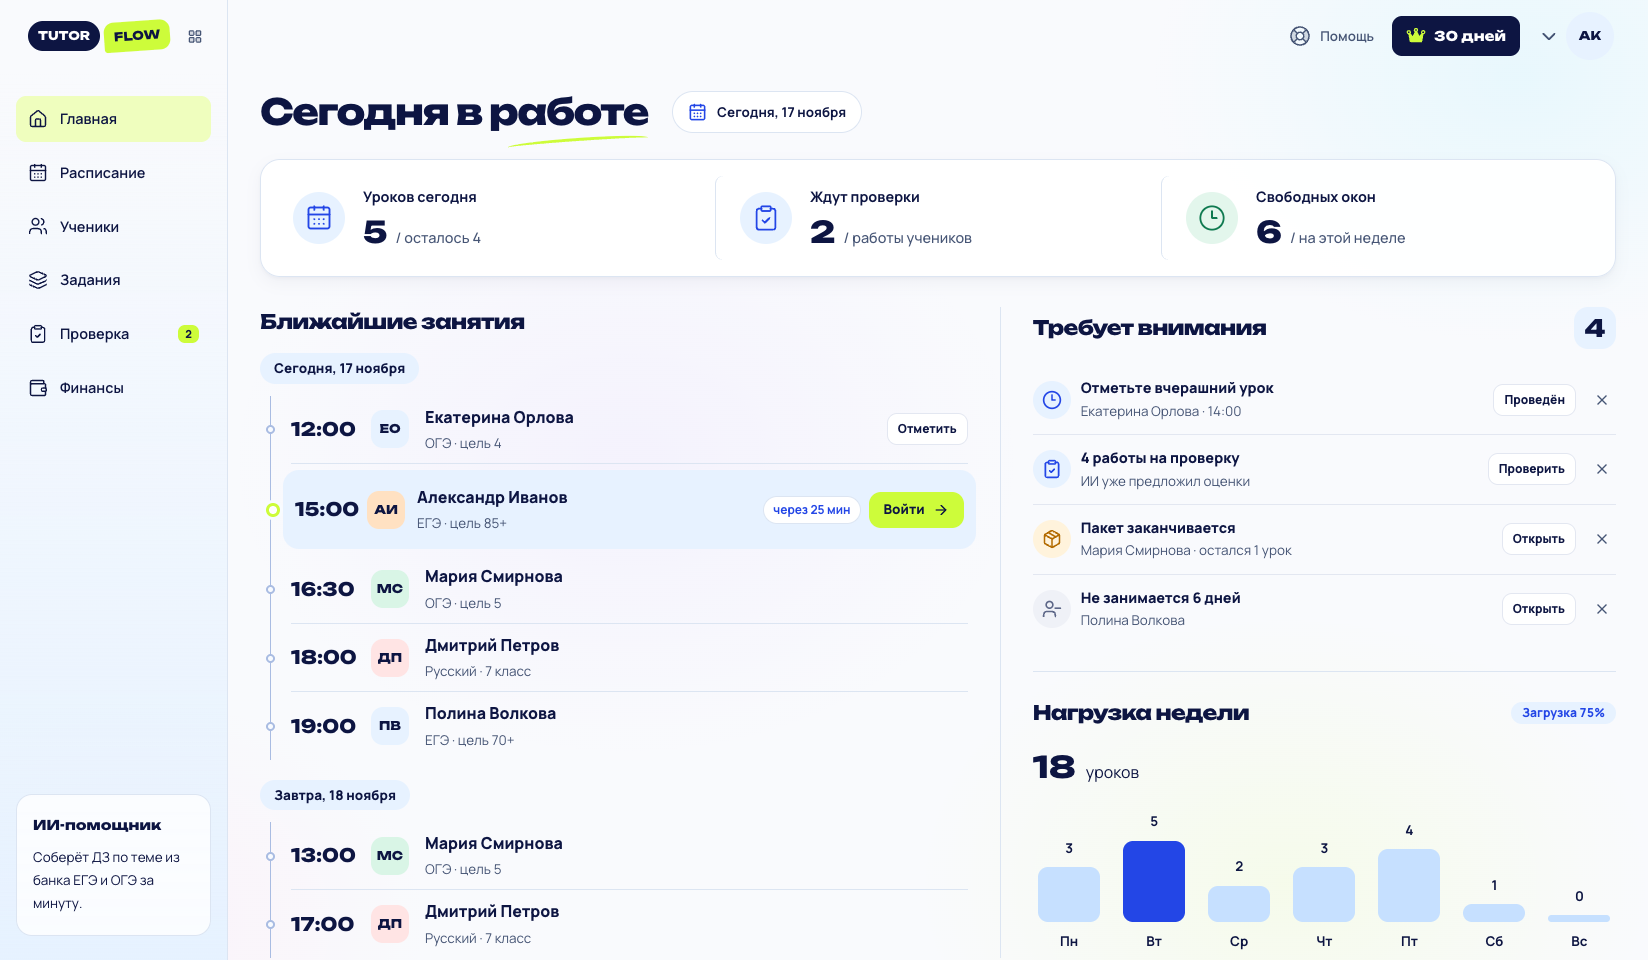 TUTOR FLOW
Главная
Расписание
Ученики
Задания
Проверка 2
Финансы
ИИ-помощник
Соберёт ДЗ по теме из
банка ЕГЭ и ОГЭ за
минуту.
Помощь
30 дней
АК
Сегодня в работе
Сегодня, 17 ноября
Уроков сегодня
5 / осталось 4
Ждут проверки
2 / работы учеников
Свободных окон
6 / на этой неделе
Ближайшие занятия
Сегодня, 17 ноября
12:00 ЕО Екатерина Орлова
ОГЭ · цель 4
Отметить
15:00 АИ Александр Иванов
ЕГЭ · цель 85+
через 25 мин
Войти
16:30 МС Мария Смирнова
ОГЭ · цель 5
18:00 ДП Дмитрий Петров
Русский · 7 класс
19:00 ПВ Полина Волкова
ЕГЭ · цель 70+
Завтра, 18 ноября
13:00 МС Мария Смирнова
ОГЭ · цель 5
17:00 ДП Дмитрий Петров
Русский · 7 класс
Требует внимания 4
Отметьте вчерашний урок
Екатерина Орлова · 14:00
Проведён
4 работы на проверку
ИИ уже предложил оценки
Проверить
Пакет заканчивается
Мария Смирнова · остался 1 урок
Открыть
Не занимается 6 дней
Полина Волкова
Открыть
Нагрузка недели
Загрузка 75%
18 уроков
3 5 2 3 4 1 0
Пн Вт Ср Чт Пт Сб Вс